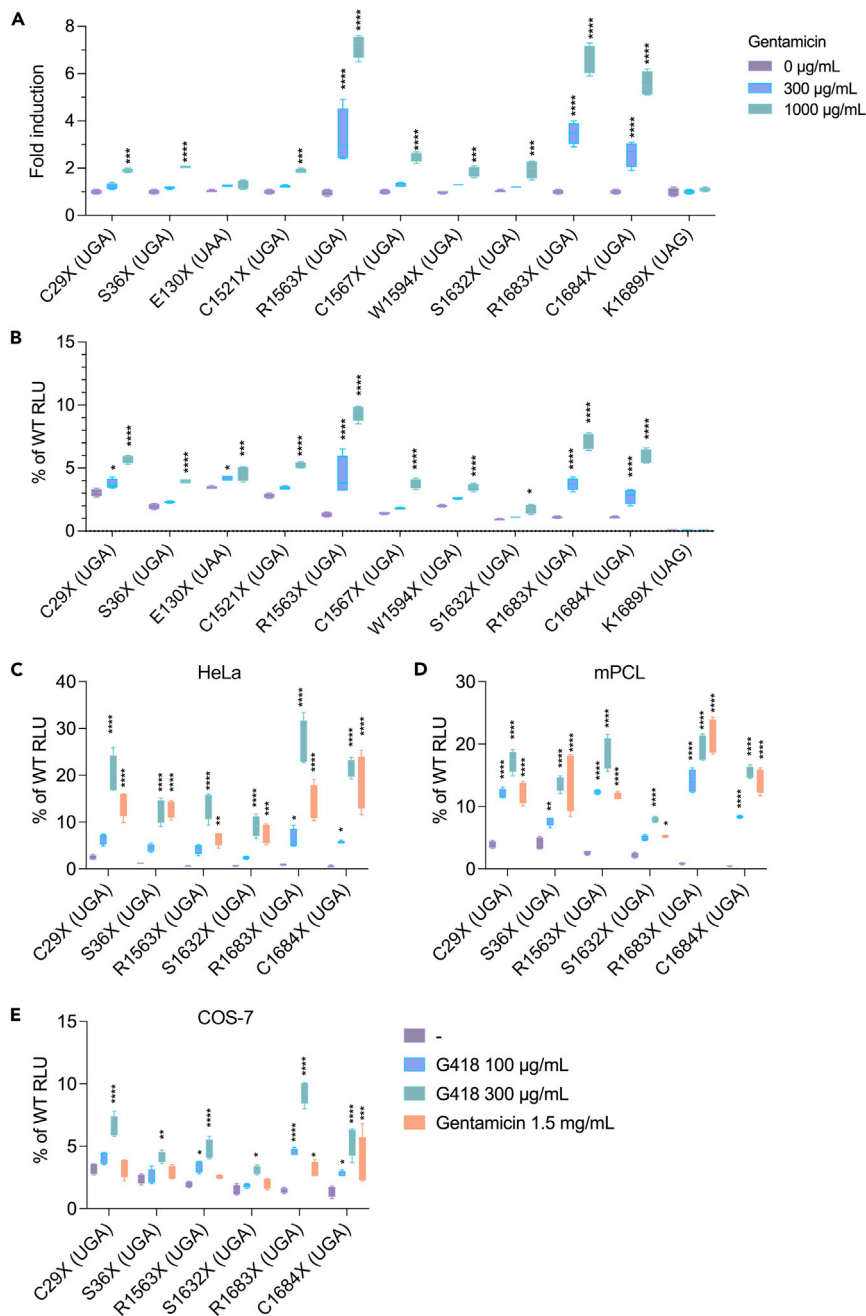 A
Fold induction
8
6
4
2
0
*** **** *** **** **** **** *** *** **** **** **** ****
C29X (UGA)
S36X (UGA)
E130X (UAA)
C1521X (UGA)
R1563X (UGA)
C1567X (UGA)
W1594X (UGA)
S1632X (UGA)
R1683X (UGA)
C1684X (UGA)
K1689X (UAG)
Gentamicin
0 µg/mL
300 µg/mL
1000 µg/mL
B
% of WT RLU
15
10
5
0
* **** **** * *** **** **** **** **** **** * **** **** **** ****
C29X (UGA)
S36X (UGA)
E130X (UAA)
C1521X (UGA)
R1563X (UGA)
C1567X (UGA)
W1594X (UGA)
S1632X (UGA)
R1683X (UGA)
C1684X (UGA)
K1689X (UAG)
C
HeLa
% of WT RLU
40
30
20
10
0
**** **** **** **** **** ** **** *** * **** **** * **** ****
C29X (UGA)
S36X (UGA)
R1563X (UGA)
S1632X (UGA)
R1683X (UGA)
C1684X (UGA)
D
mPCL
% of WT RLU
30
20
10
0
**** **** **** ** **** **** **** **** **** **** * **** **** **** **** **** ****
C29X (UGA)
S36X (UGA)
R1563X (UGA)
S1632X (UGA)
R1683X (UGA)
C1684X (UGA)
E
COS-7
% of WT RLU
15
10
5
0
**** ** * **** * **** **** * * **** ***
C29X (UGA)
S36X (UGA)
R1563X (UGA)
S1632X (UGA)
R1683X (UGA)
C1684X (UGA)
-
G418 100 µg/mL
G418 300 µg/mL
Gentamicin 1.5 mg/mL